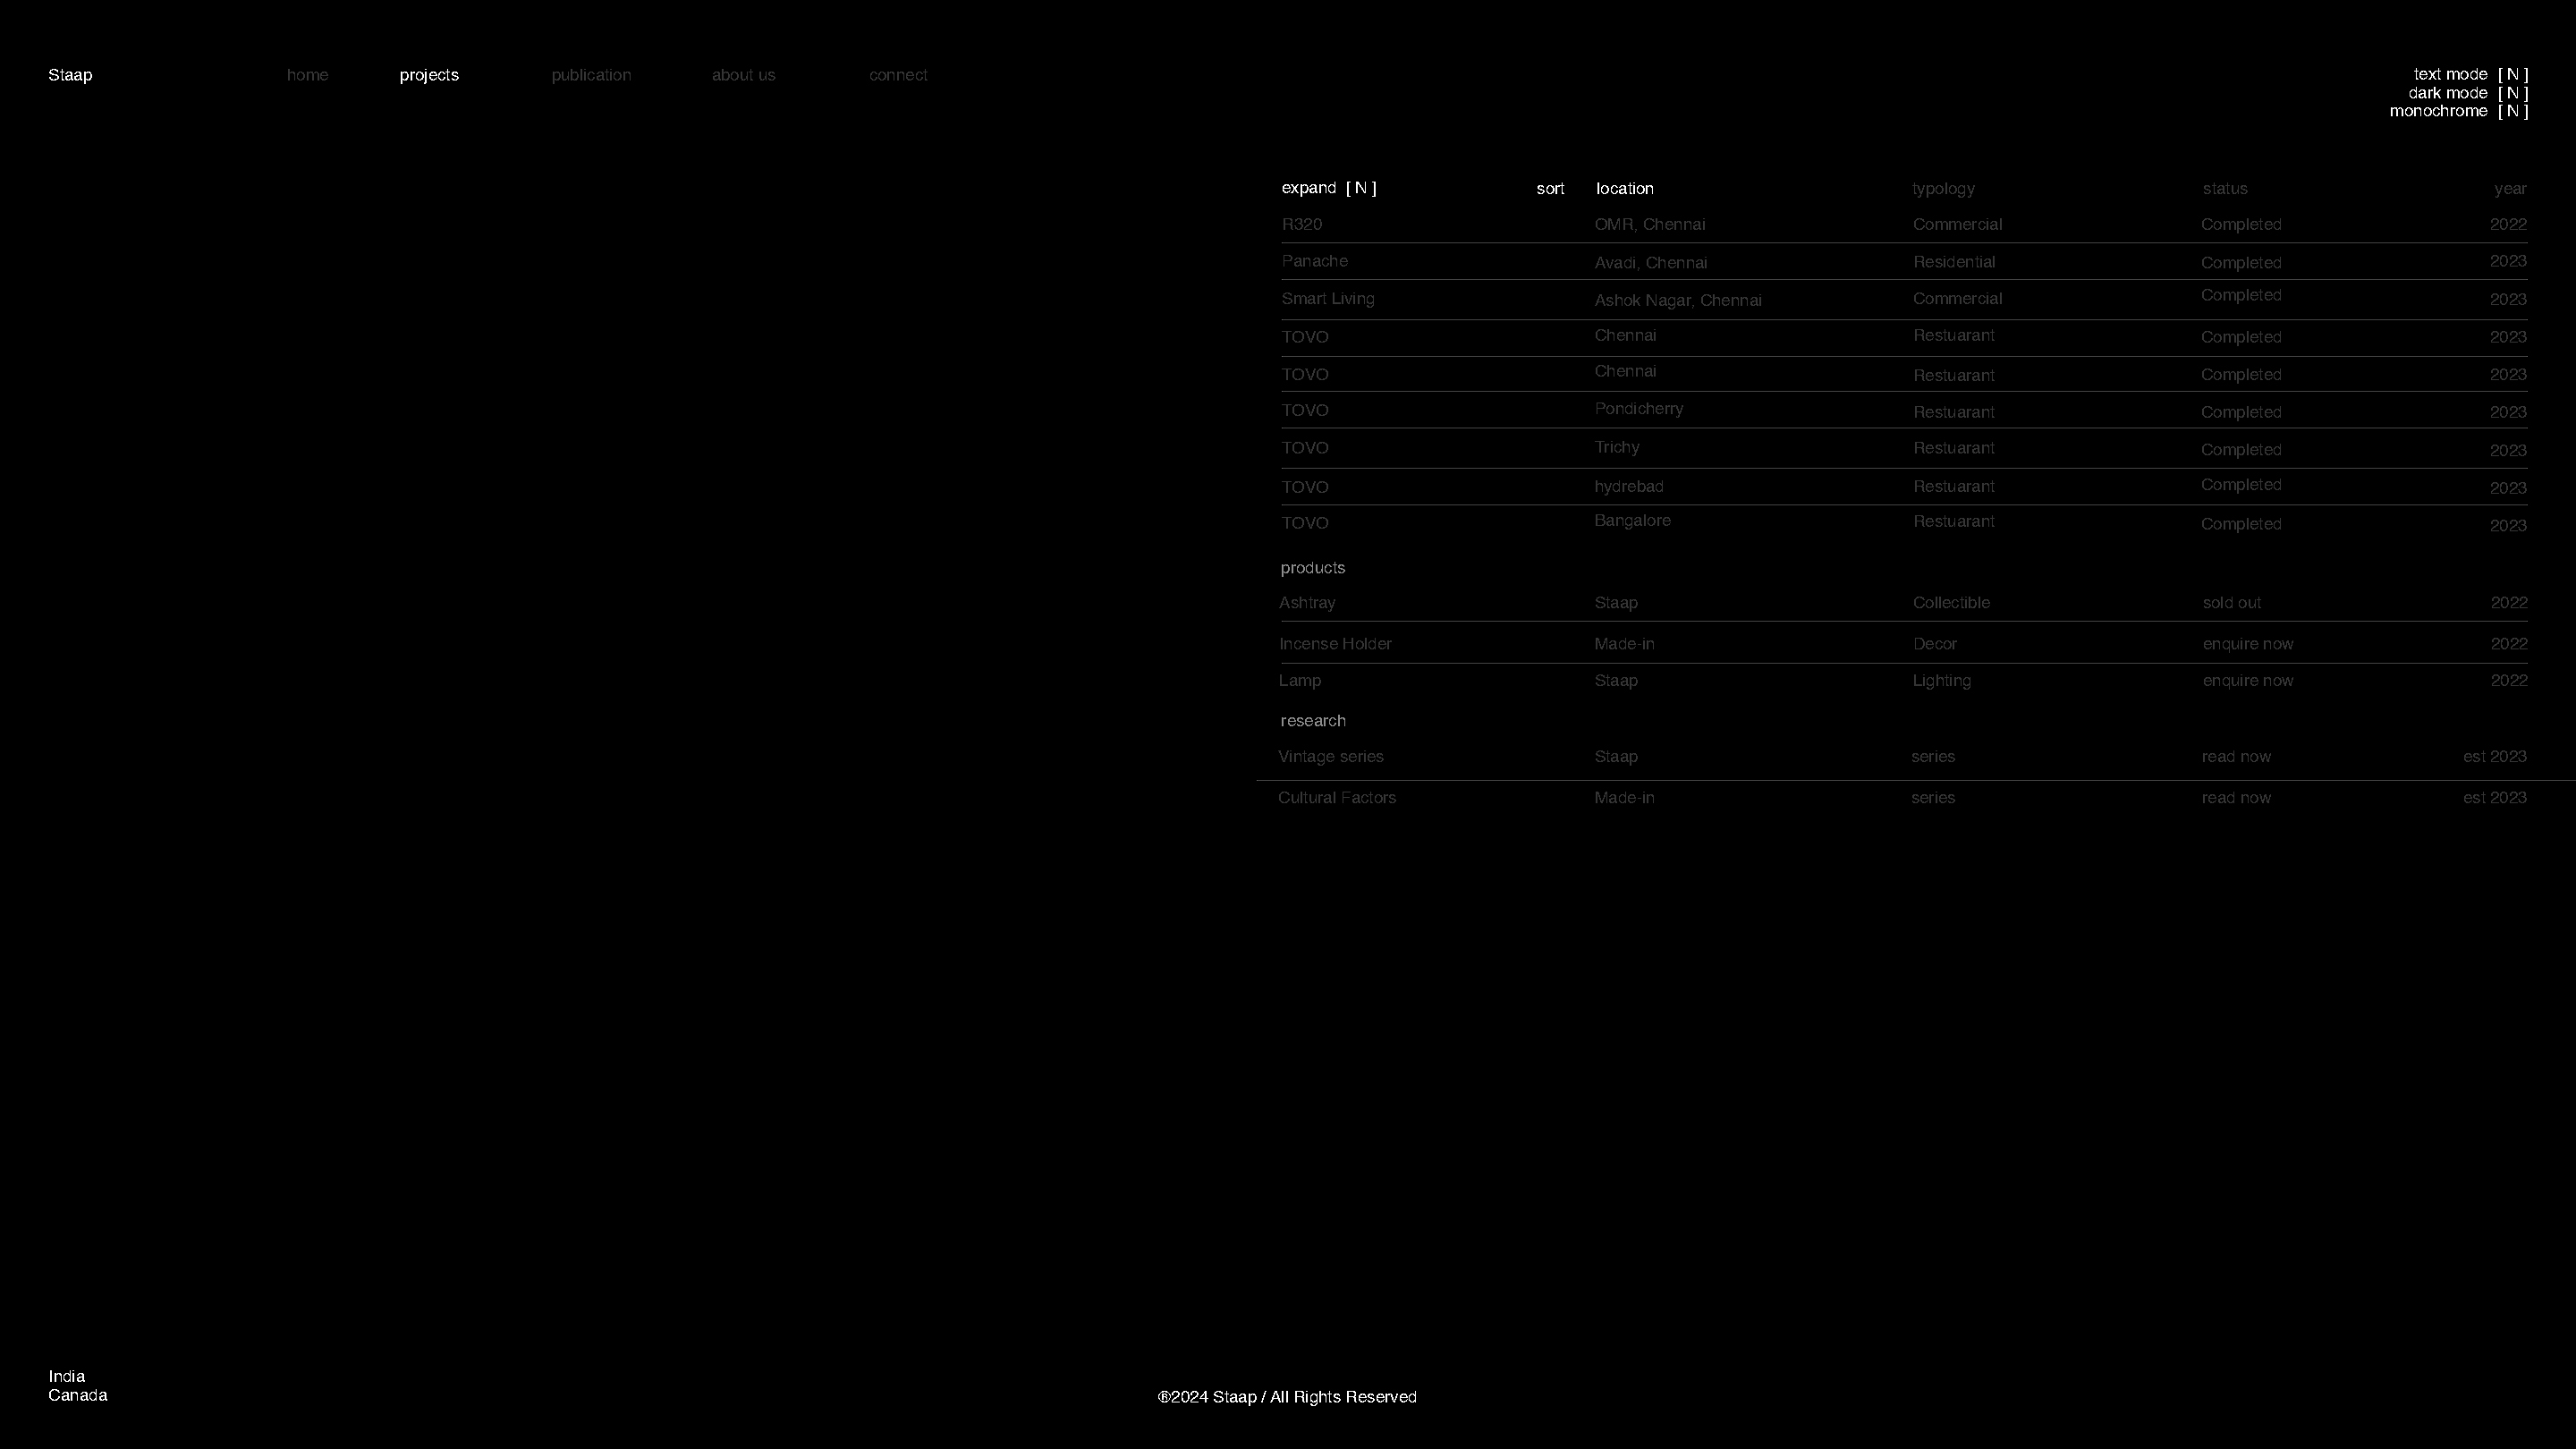 Staap home projects publication about us connect
text mode [ N ]
dark mode [ N ]
monochrome [ N ]
expand [ N ] sort location typology status year
R320 OMR, Chennai Commercial Completed 2022
Panache Avadi, Chennai Residential Completed 2023
Smart Living Ashok Nagar, Chennai Commercial Completed 2023
TOVO Chennai Restuarant Completed 2023
TOVO Chennai Restuarant Completed 2023
TOVO Pondicherry Restuarant Completed 2023
TOVO Trichy Restuarant Completed 2023
TOVO hydrebad Restuarant Completed 2023
TOVO Bangalore Restuarant Completed 2023
products
Ashtray Staap Collectible sold out 2022
Incense Holder Made-in Decor enquire now 2022
Lamp Staap Lighting enquire now 2022
research
Vintage series Staap series read now est 2023
Cultural Factors Made-in series read now est 2023
India
Canada
®2024 Staap / All Rights Reserved